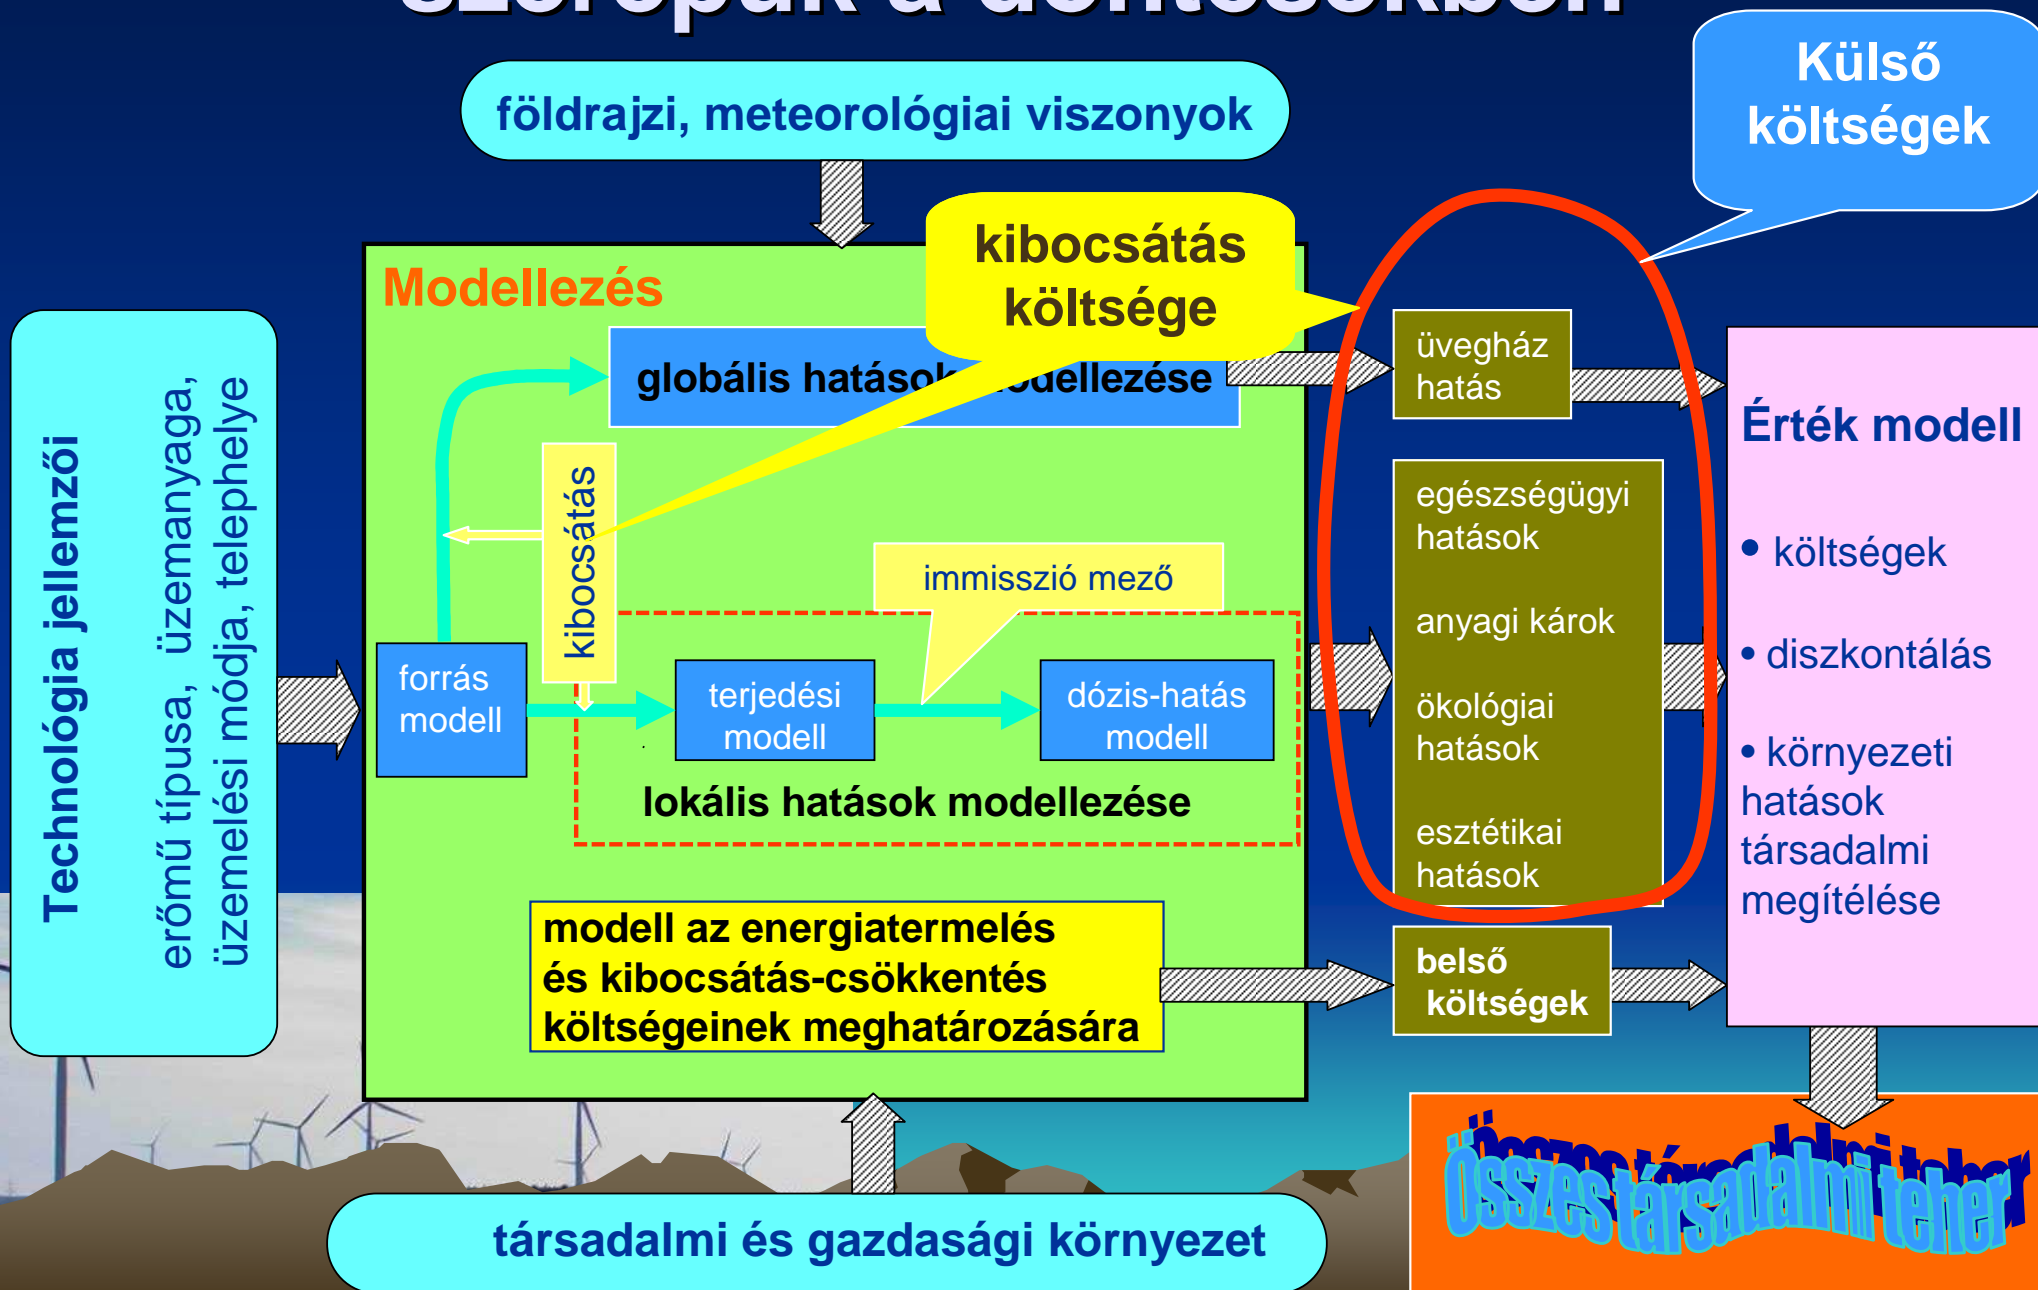 szerepük a döntésekben
Külső
költségek
földrajzi, meteorológiai viszonyok
kibocsátás
költsége
Modellezés
globális hatások modellezése
üvegház
hatás
Technológia jellemzői
erőmű típusa, üzemanyaga,
üzemelési módja, telephelye
kibocsátás
immisszió mező
forrás
modell
terjedési
modell
dózis-hatás
modell
lokális hatások modellezése
egészségügyi
hatások
anyagi károk
ökológiai
hatások
esztétikai
hatások
Érték modell
• költségek
• diszkontálás
• környezeti
hatások
társadalmi
megítélése
modell az energiatermelés
és kibocsátás-csökkentés
költségeinek meghatározására
belső
költségek
társadalmi és gazdasági környezet
Összes társadalmi teher